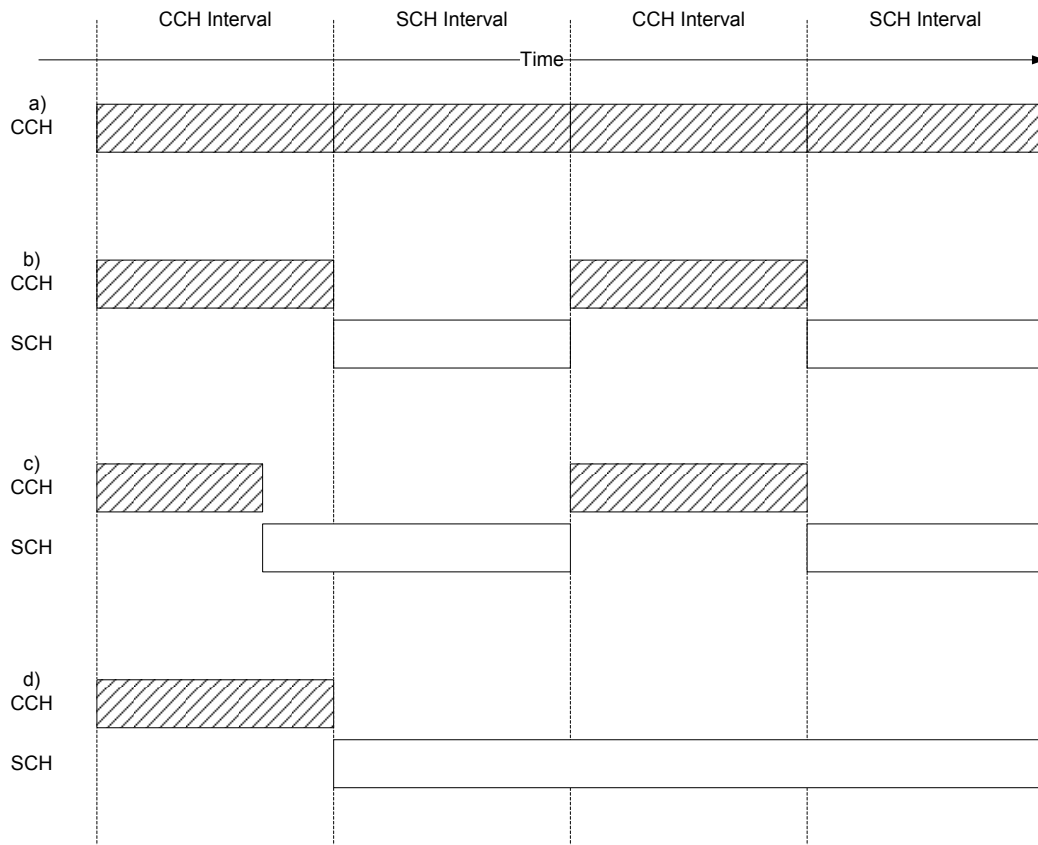 CCH Interval SCH Interval CCH Interval SCH Interval
Time
a)
CCH
b)
CCH
SCH
c)
CCH
SCH
d)
CCH
SCH